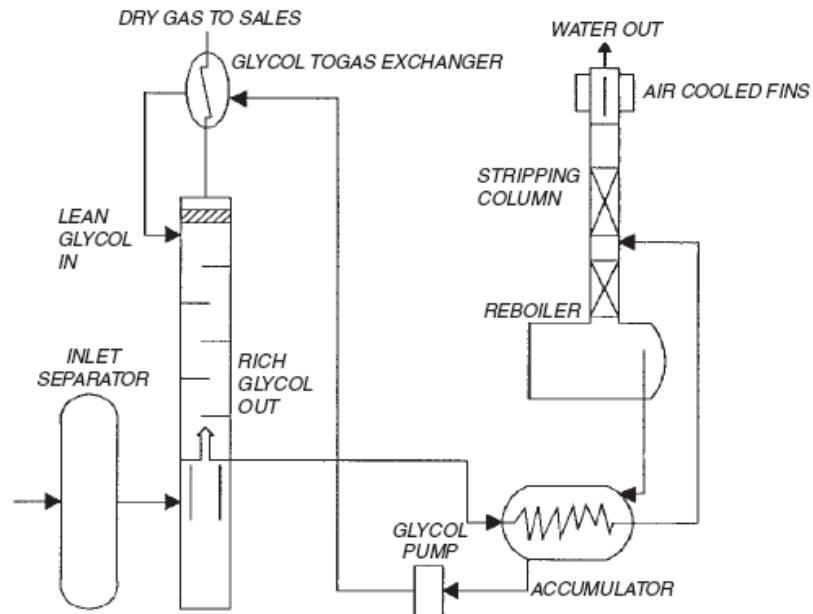 DRY GAS TO SALES
GLYCOL TOGAS EXCHANGER
WATER OUT
AIR COOLED FINS
STRIPPING
COLUMN
LEAN
GLYCOL
IN
REBOILER
INLET
SEPARATOR
RICH
GLYCOL
OUT
GLYCOL
PUMP
ACCUMULATOR